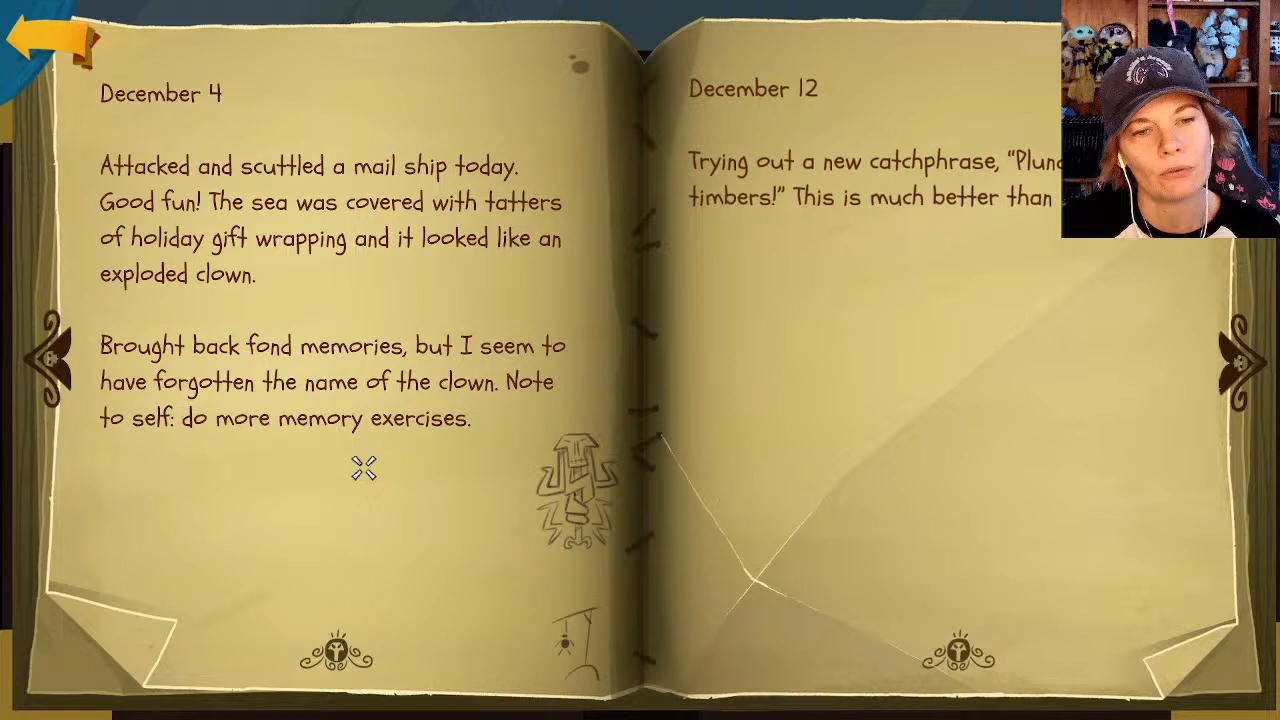 December 4
Attacked and scuttled a mail ship today.
Good fun! The sea was covered with tatters
of holiday gift wrapping and it looked like an
exploded clown.
Brought back fond memories, but I seem to
have forgotten the name of the clown. Note
to self: do more memory exercises.
December 12
Trying out a new catchphrase, “Plund
timbers!” This is much better than